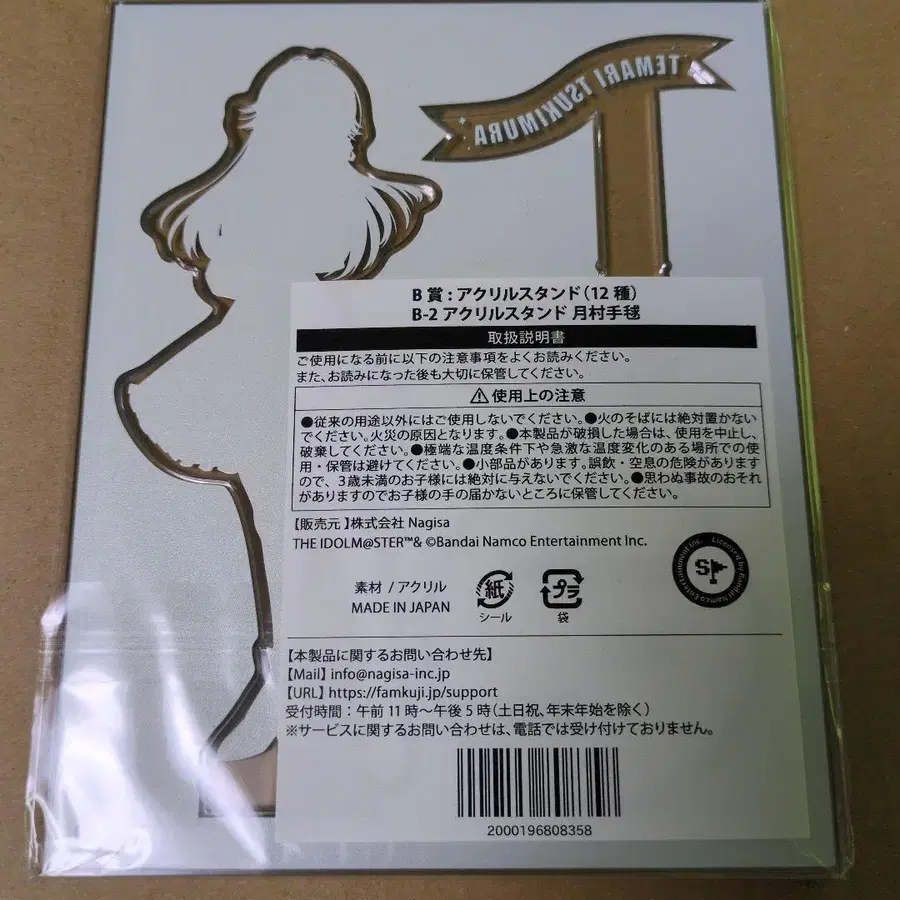 TEMARI TSUKIMURA
B 賞 : アクリルスタンド(12 種)
B-2 アクリルスタンド 月村手毬
取扱説明書
ご使用になる前に以下の注意事項をよくお読みください。
また、お読みになった後も大切に保管してください。
⚠使用上の注意
●従来の用途以外にはご使用しないでください。●火のそばには絶対置かない
でください。火災の原因となります。●本製品が破損した場合は、使用を中止し、
破棄してください。●極端な温度条件下や急激な温度変化のある場所での使
用・保管は避けてください。●小部品があります。誤飲・窒息の危険があります
ので、3歳未満のお子様には絶対に与えないでください。●思わぬ事故のおそれ
がありますのでお子様の手の届かないところに保管してください。
【販売元】株式会社 Nagisa
THE IDOLM@STER™& ©Bandai Namco Entertainment Inc.
Licensed by Bandai Namco Entertainment Inc.
素材 / アクリル
MADE IN JAPAN
紙
シール
プラ
袋
【本製品に関するお問い合わせ先】
【Mail】info@nagisa-inc.jp
【URL】https://famkuji.jp/support
受付時間：午前 11 時〜午後 5 時(土日祝、年末年始を除く)
※サービスに関するお問い合わせは、電話では受け付けておりません。
2000196808358